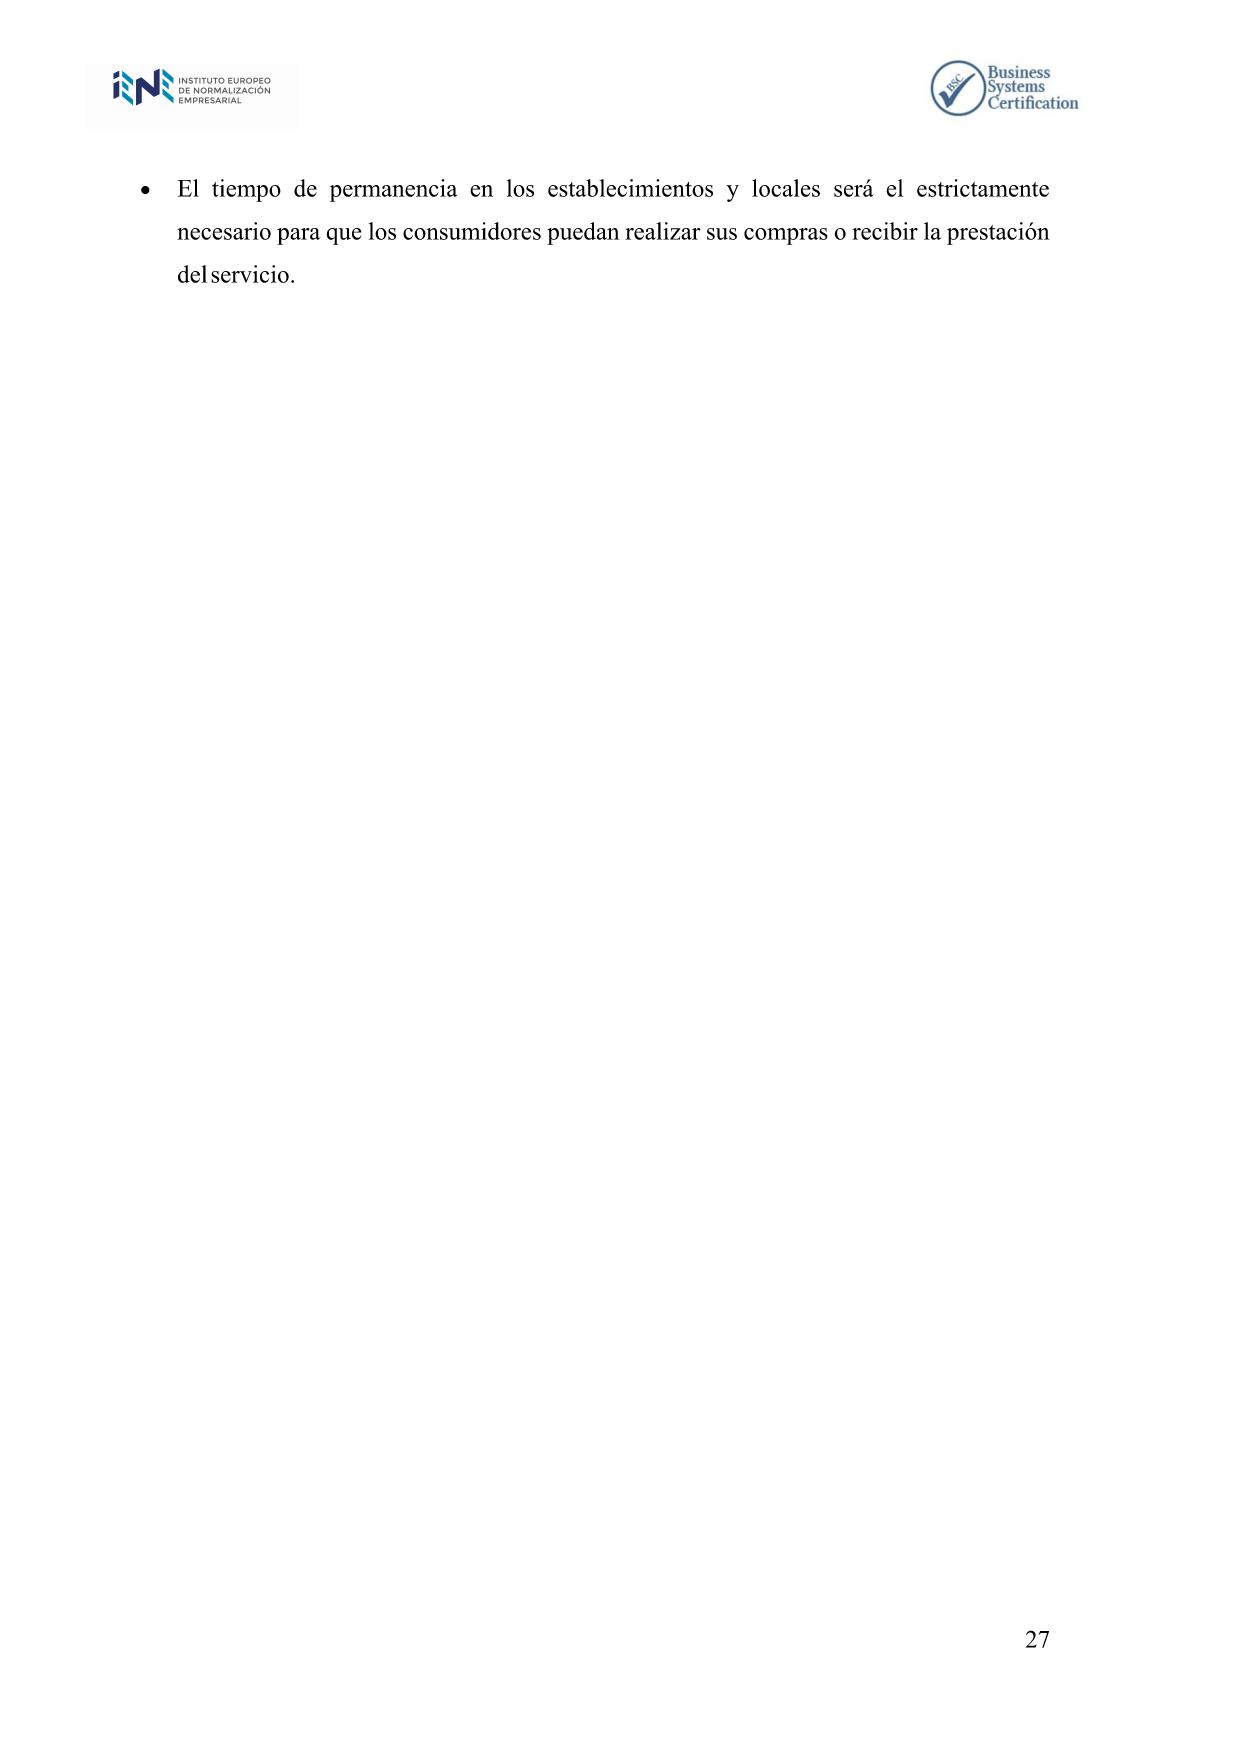 INSTITUTO EUROPEO
DE NORMALIZACIÓN
EMPRESARIAL
BSC
Business
Systems
Certification
• El tiempo de permanencia en los establecimientos y locales será el estrictamente
necesario para que los consumidores puedan realizar sus compras o recibir la prestación
del servicio.
27